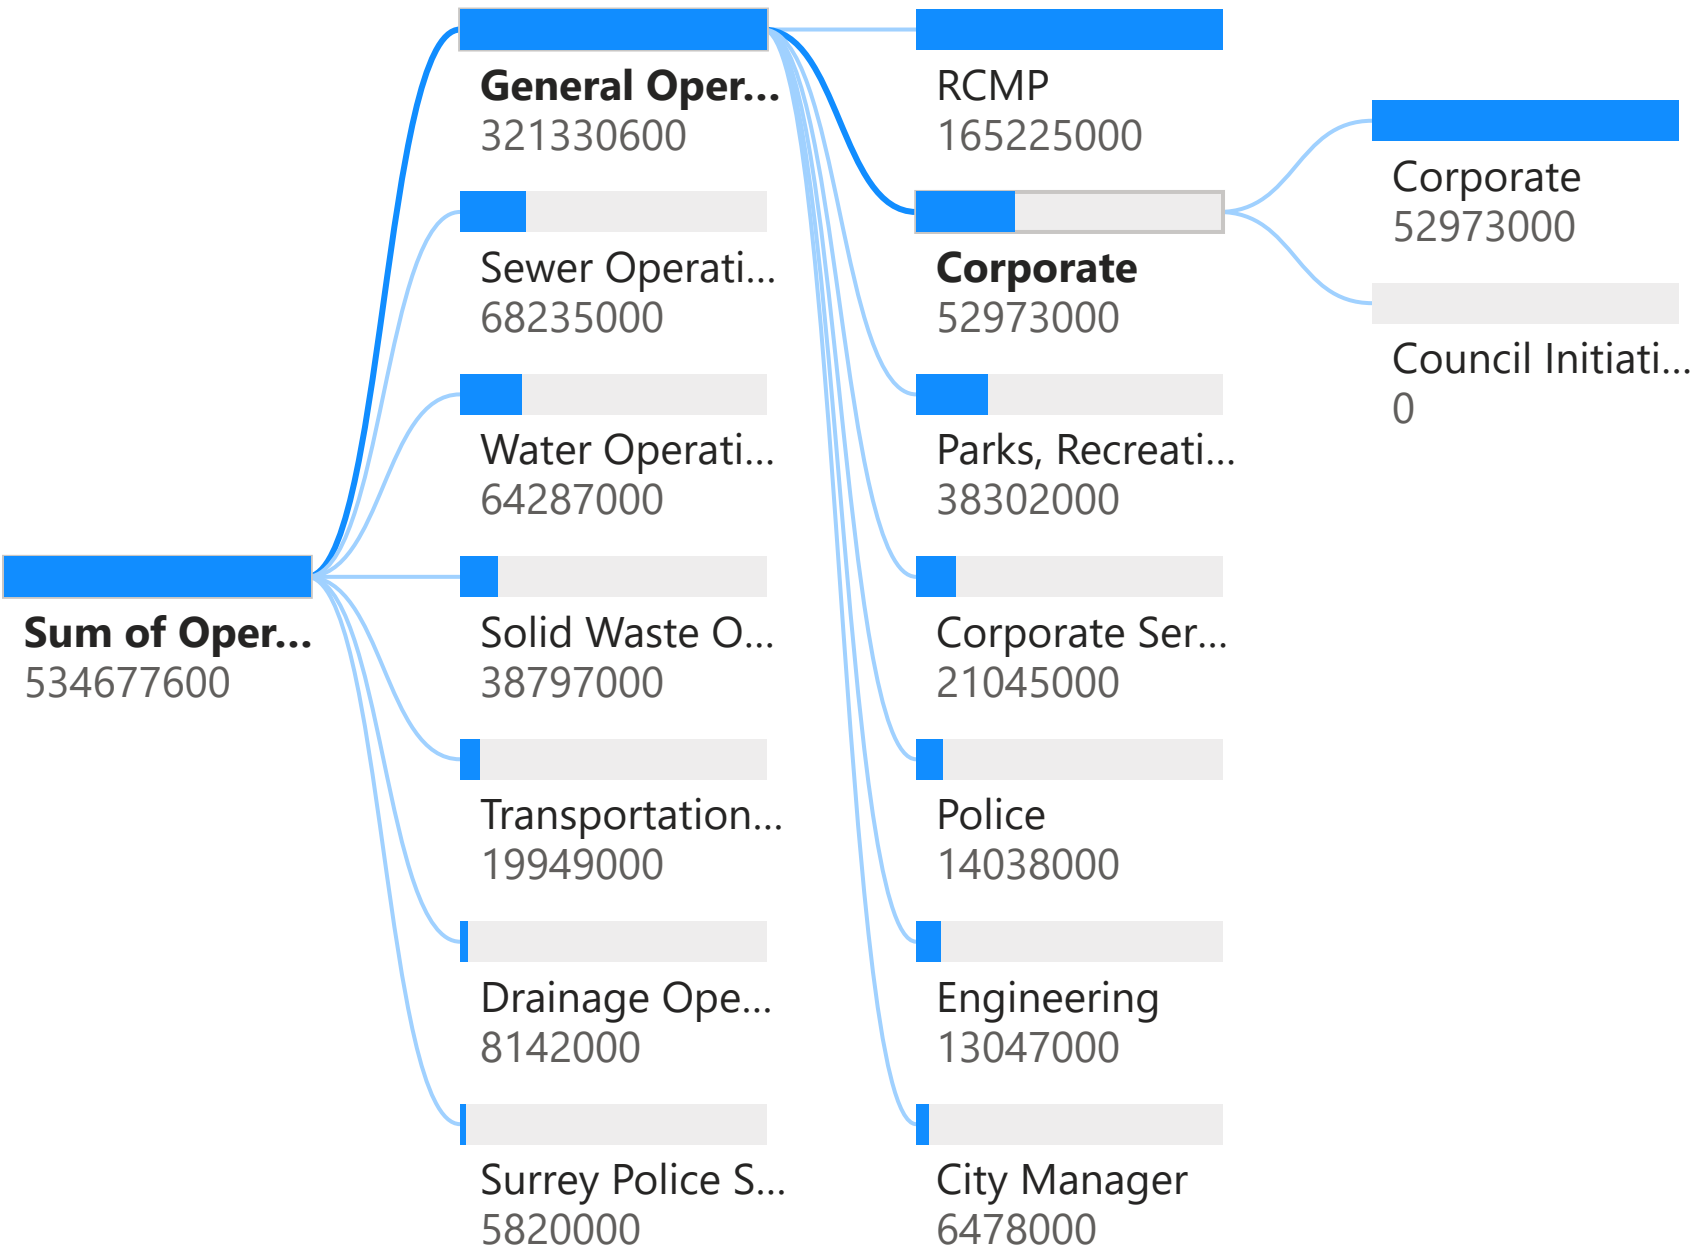 Sum of Oper...
534677600
General Oper...
321330600
Sewer Operati...
68235000
Water Operati...
64287000
Solid Waste O...
38797000
Transportation...
19949000
Drainage Ope...
8142000
Surrey Police S...
5820000
RCMP
165225000
Corporate
52973000
Parks, Recreati...
38302000
Corporate Ser...
21045000
Police
14038000
Engineering
13047000
City Manager
6478000
Corporate
52973000
Council Initiati...
0